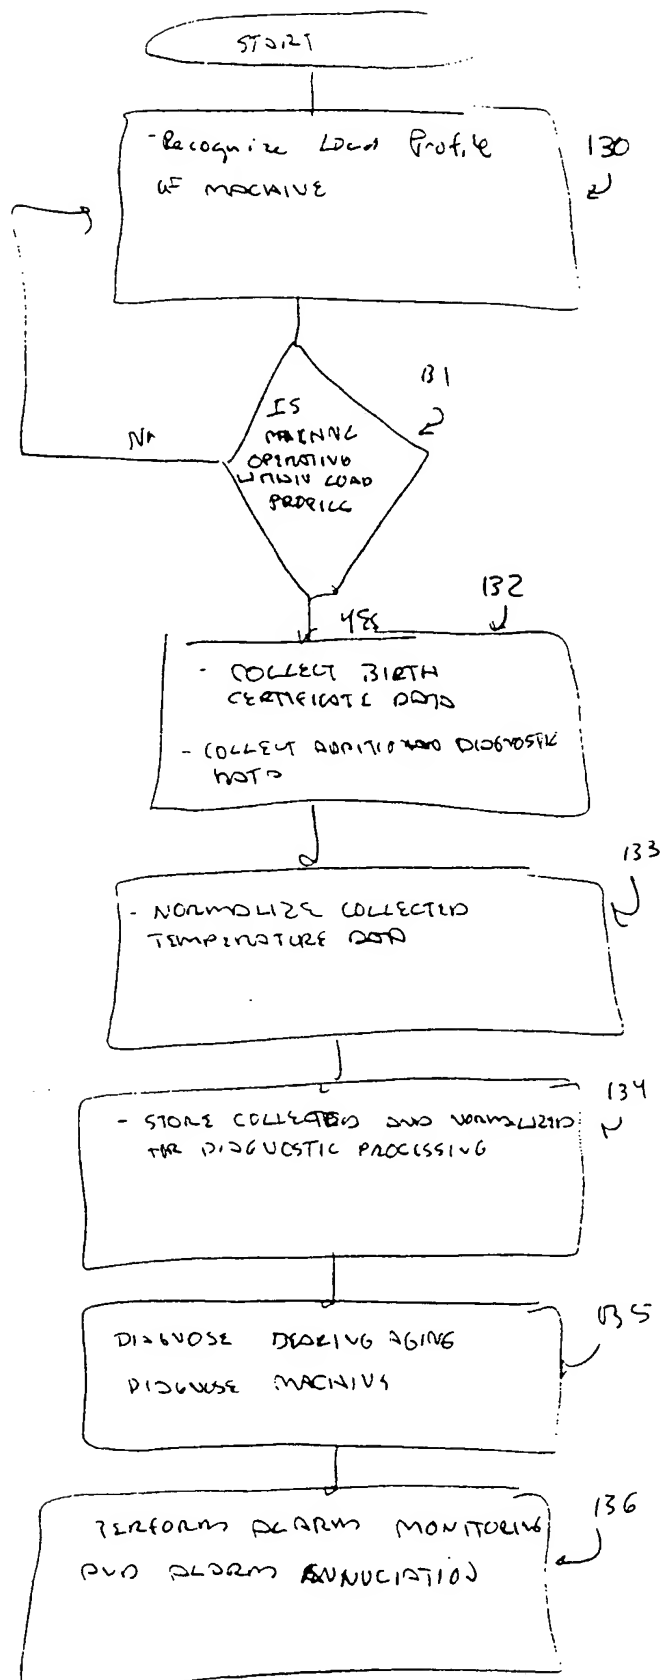 START
- Recognize Load Profile
OF MACHINE
130
IS
MACHINE
OPERATING
WITHIN LOAD
PROFILE
131
No
YES
132
- COLLECT BIRTH
CERTIFICATE DATA
- COLLECT ADDITIONAL DIAGNOSTIC
DATA
133
- NORMALIZE COLLECTED
TEMPERATURE DATA
134
- STORE COLLECTED AND NORMALIZED
FOR DIAGNOSTIC PROCESSING
135
DIAGNOSE BEARING AGING
DIAGNOSE MACHINE
136
PERFORM ALARM MONITORING
AND ALARM ANNUCIATION